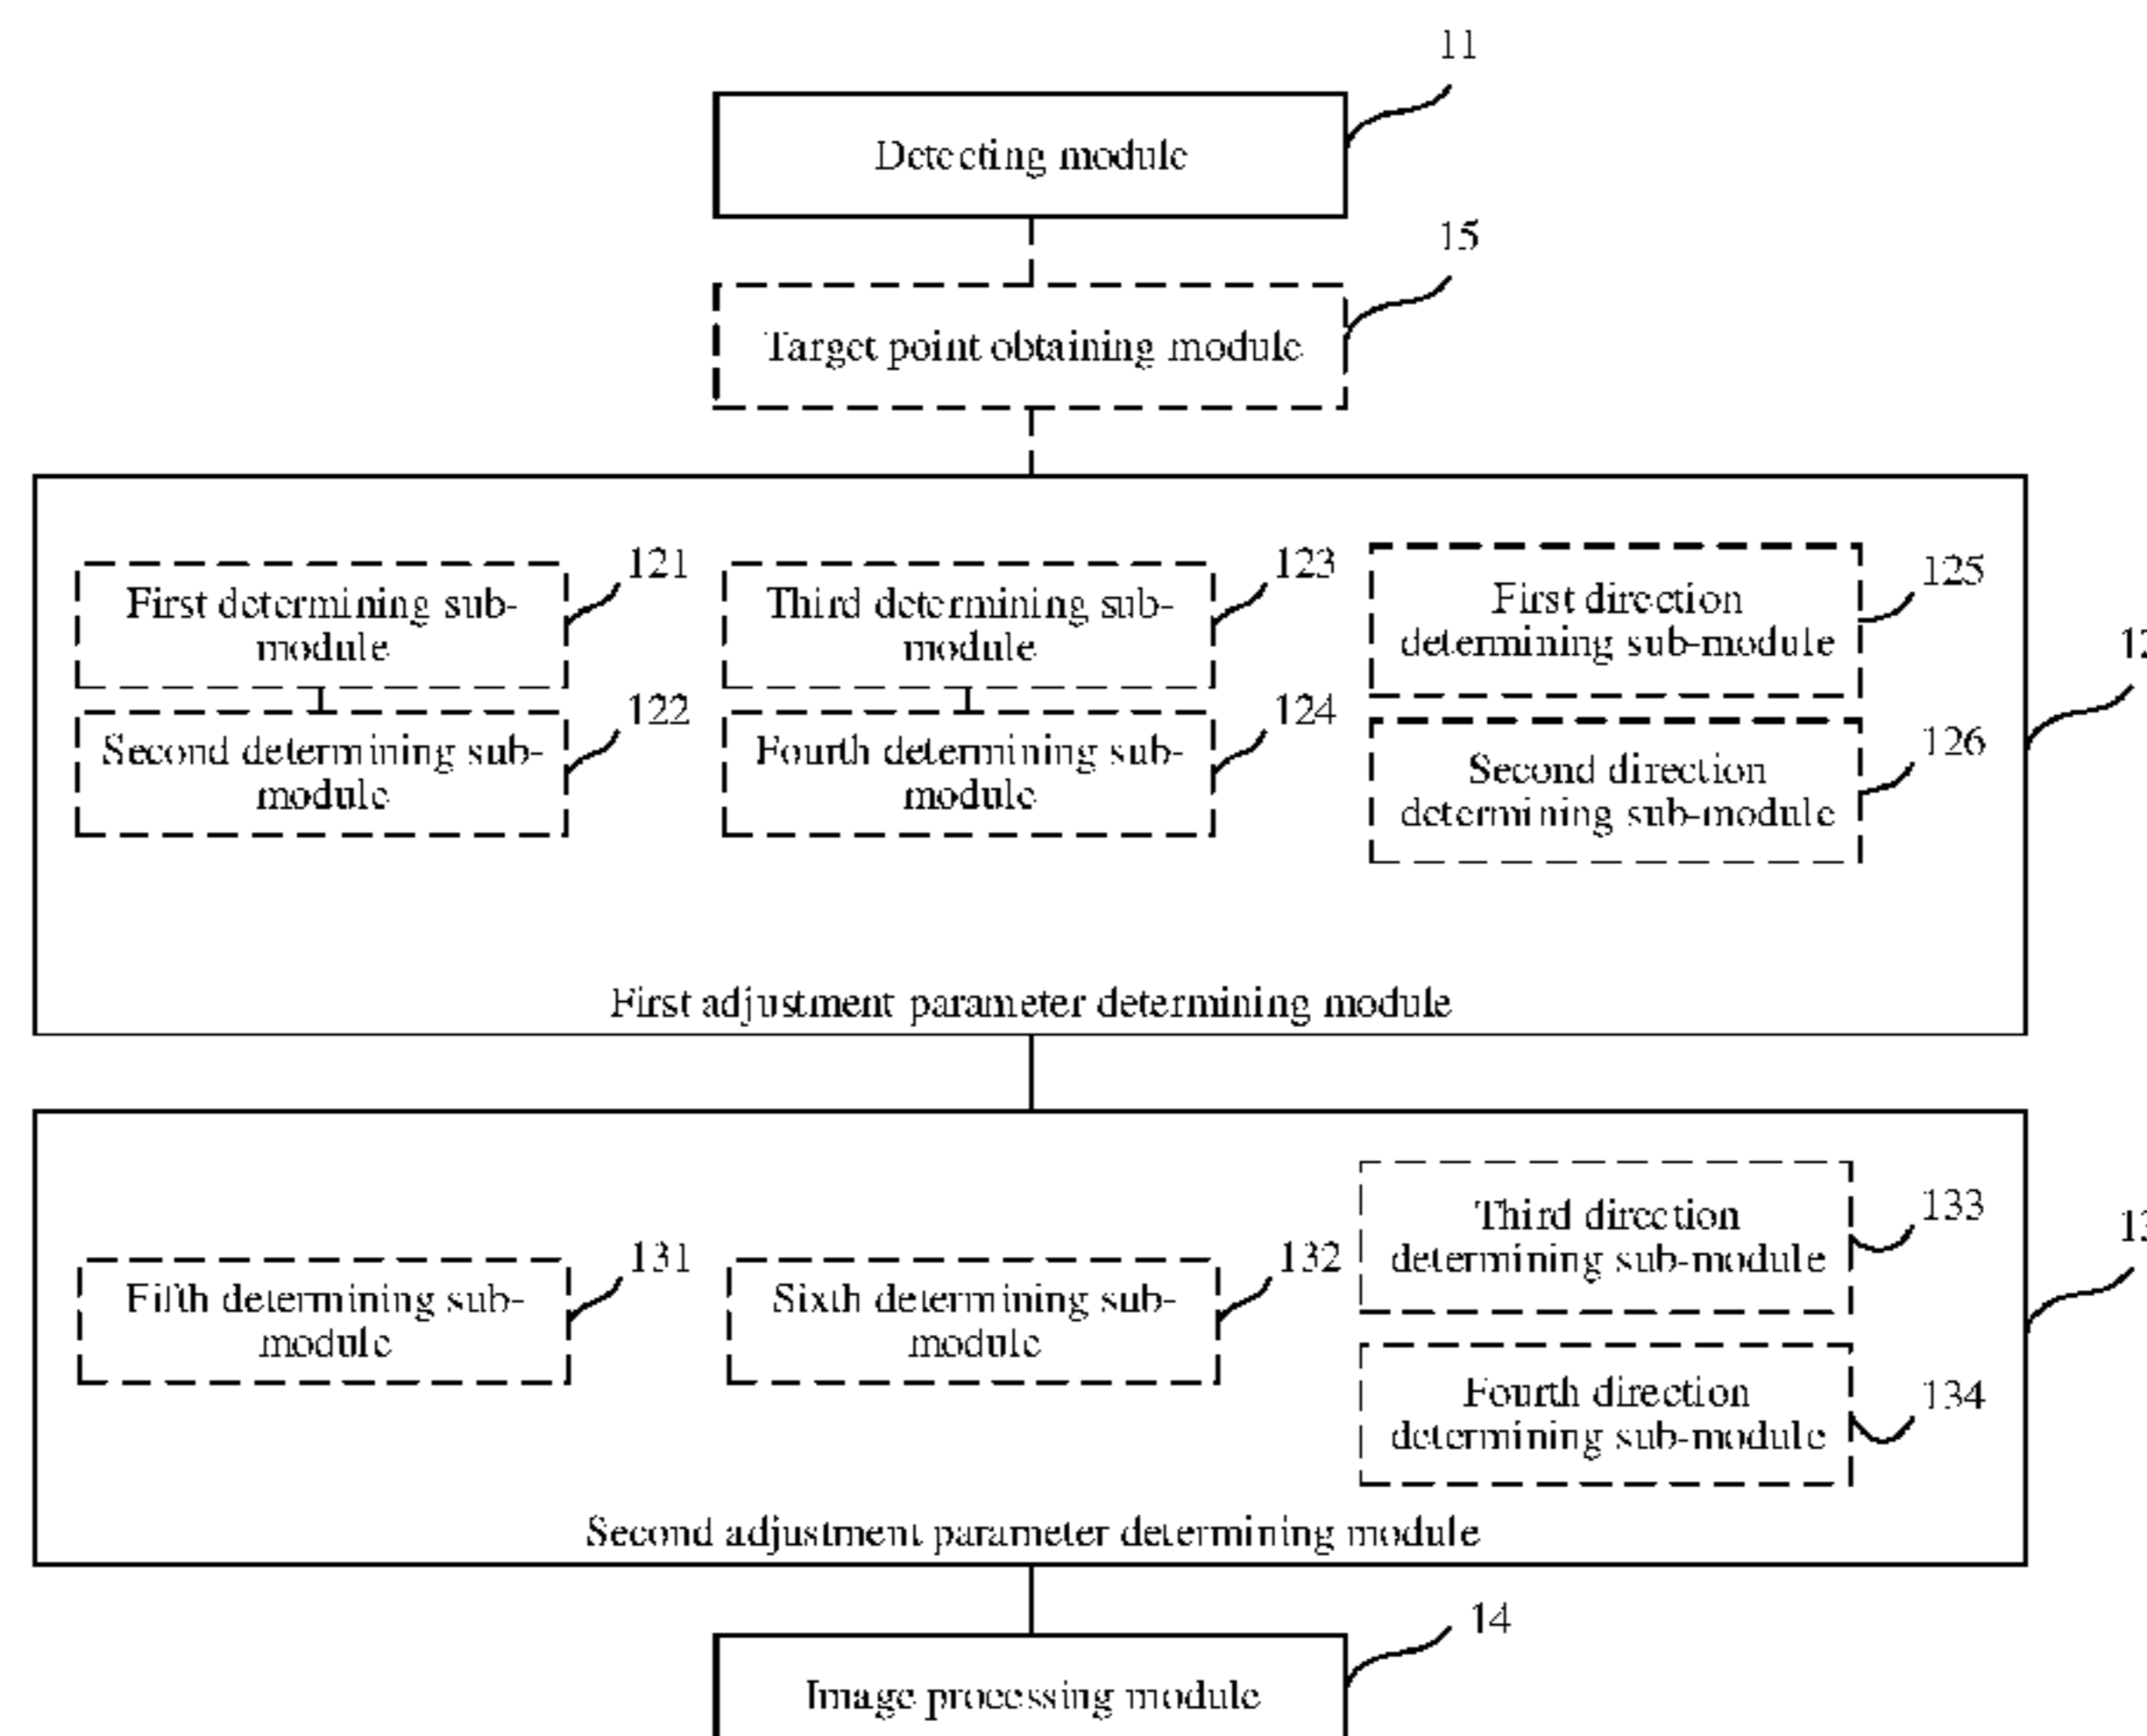 11
Detecting module
15
Target point obtaining module
121
First determining sub-
module
123
Third determining sub-
module
125
First direction
determining sub-module
122
Second determining sub-
module
124
Fourth determining sub-
module
126
Second direction
determining sub-module
First adjustment parameter determining module
131
Fifth determining sub-
module
132
Sixth determining sub-
module
133
Third direction
determining sub-module
134
Fourth direction
determining sub-module
Second adjustment parameter determining module
14
Image processing module